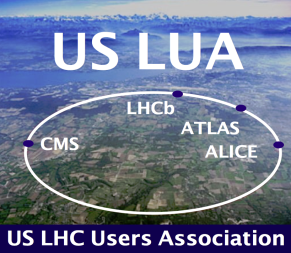 US LUA
LHCb
ATLAS
CMS
ALICE
US LHC Users Association